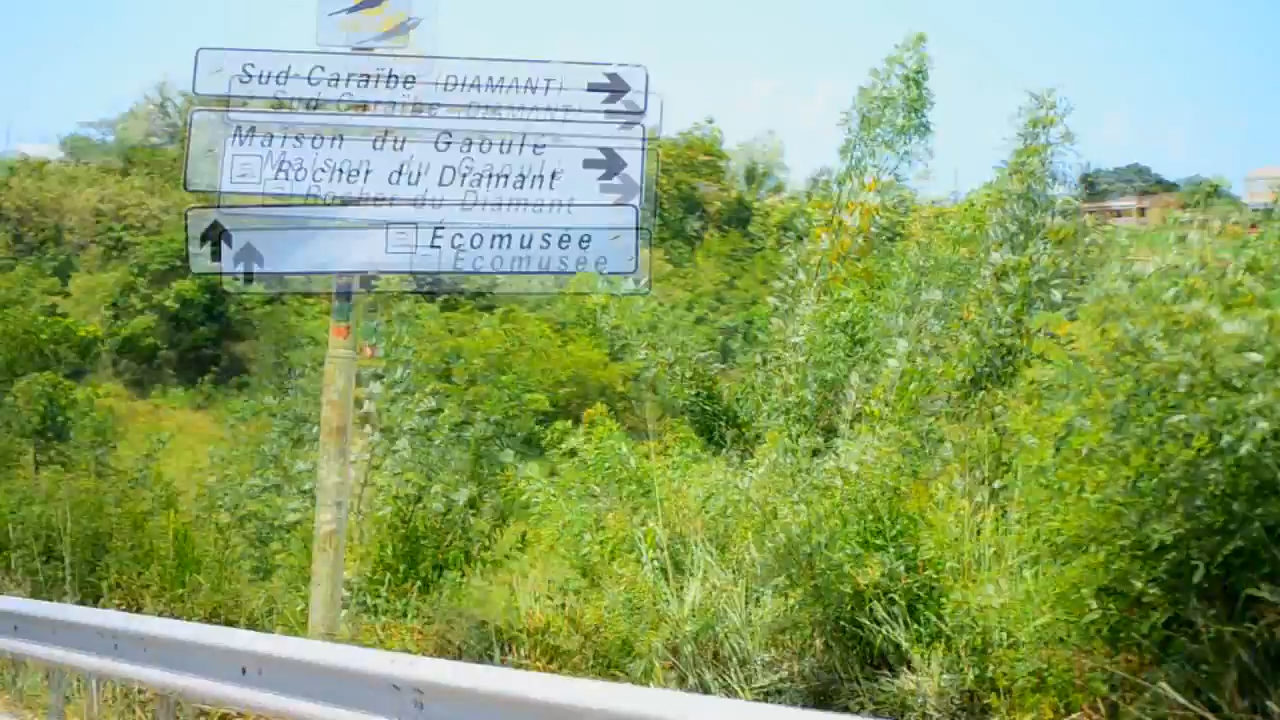 Sud-Caraïbe (DIAMANT)
Maison du Gaoulé
Rocher du Diamant
Écomusée